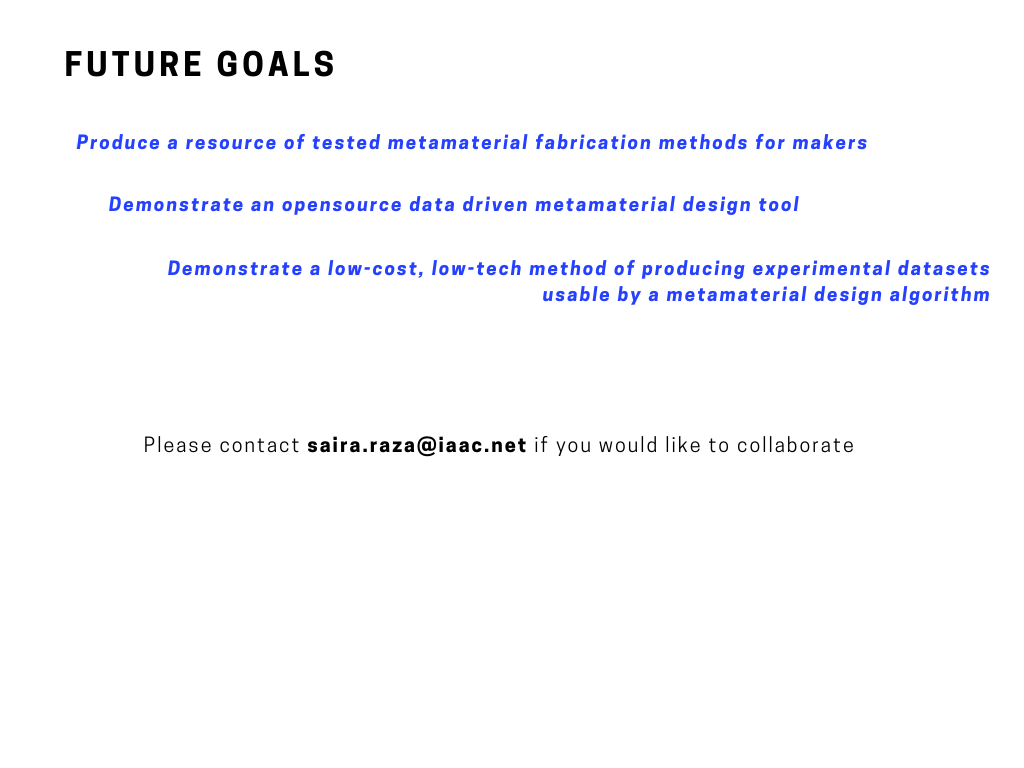 FUTURE GOALS
Produce a resource of tested metamaterial fabrication methods for makers
Demonstrate an opensource data driven metamaterial design tool
Demonstrate a low-cost, low-tech method of producing experimental datasets
usable by a metamaterial design algorithm
Please contact saira.raza@iaac.net if you would like to collaborate